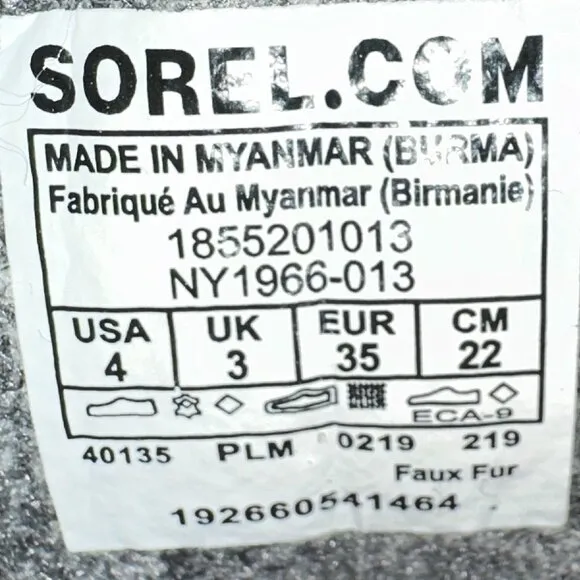 SOREL.COM
MADE IN MYANMAR (BURMA)
Fabriqué Au Myanmar (Birmanie)
1855201013
NY1966-013
USA UK EUR CM
4 3 35 22
ECA-9
40135 PLM 0219 219
Faux Fur
192660541464